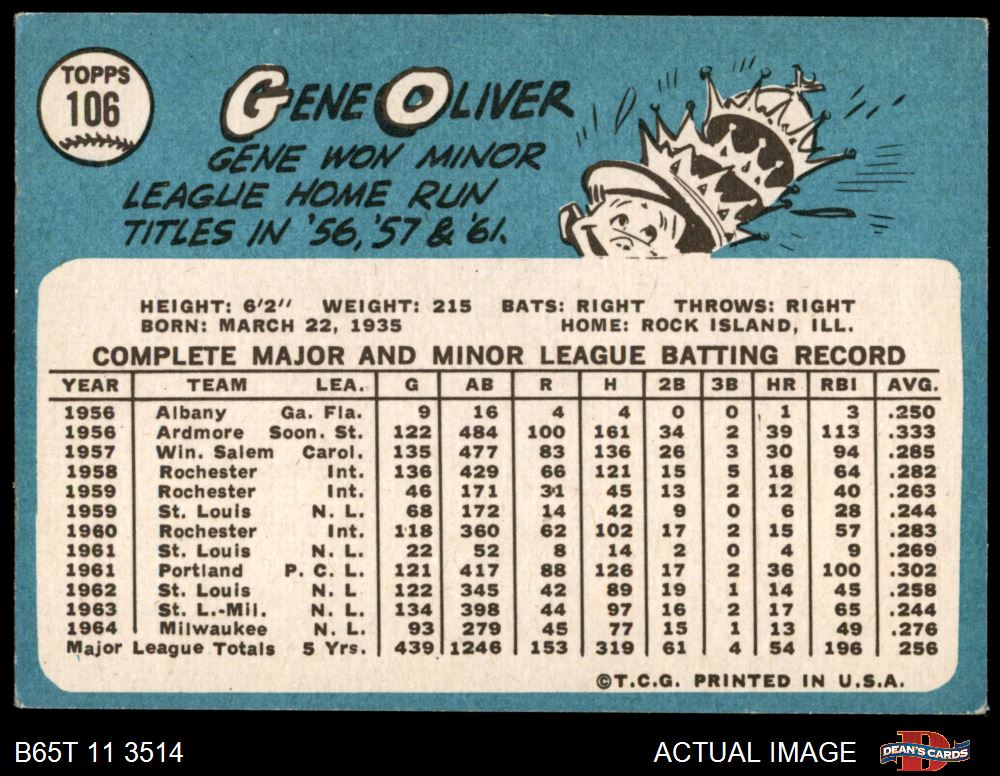 TOPPS
106
GENE OLIVER
GENE WON MINOR
LEAGUE HOME RUN
TITLES IN '56, '57 & '61.
HEIGHT: 6'2" WEIGHT: 215 BATS: RIGHT THROWS: RIGHT
BORN: MARCH 22, 1935 HOME: ROCK ISLAND, ILL.
COMPLETE MAJOR AND MINOR LEAGUE BATTING RECORD
YEAR TEAM LEA. G AB R H 2B 3B HR RBI AVG.
1956 Albany Ga. Fla. 9 16 4 4 0 0 1 3 .250
1956 Ardmore Soon. St. 122 484 100 161 34 2 39 113 .333
1957 Win. Salem Carol. 135 477 83 136 26 3 30 94 .285
1958 Rochester Int. 136 429 66 121 15 5 18 64 .282
1959 Rochester Int. 46 171 31 45 13 2 12 40 .263
1959 St. Louis N. L. 68 172 14 42 9 0 6 28 .244
1960 Rochester Int. 118 360 62 102 17 2 15 57 .283
1961 St. Louis N. L. 22 52 8 14 2 0 4 9 .269
1961 Portland P. C. L. 121 417 88 126 17 2 36 100 .302
1962 St. Louis N. L 122 345 42 89 19 1 14 45 .258
1963 St. L.-Mil. N. L. 134 398 44 97 16 2 17 65 .244
1964 Milwaukee N. L. 93 279 45 77 15 1 13 49 .276
Major League Totals 5 Yrs. 439 1246 153 319 61 4 54 196 256
©T.C.G. PRINTED IN U.S.A.
B65T 11 3514 ACTUAL IMAGE DEAN'S CARDS